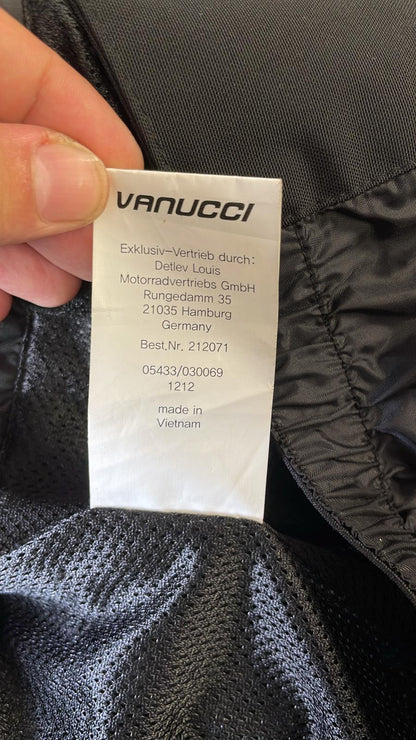 VANUCCI
Exklusiv-Vertrieb durch:
Detlev Louis
Motorradvertriebs GmbH
Rungedamm 35
21035 Hamburg
Germany
Best.Nr. 212071
05433/030069
1212
made in
Vietnam